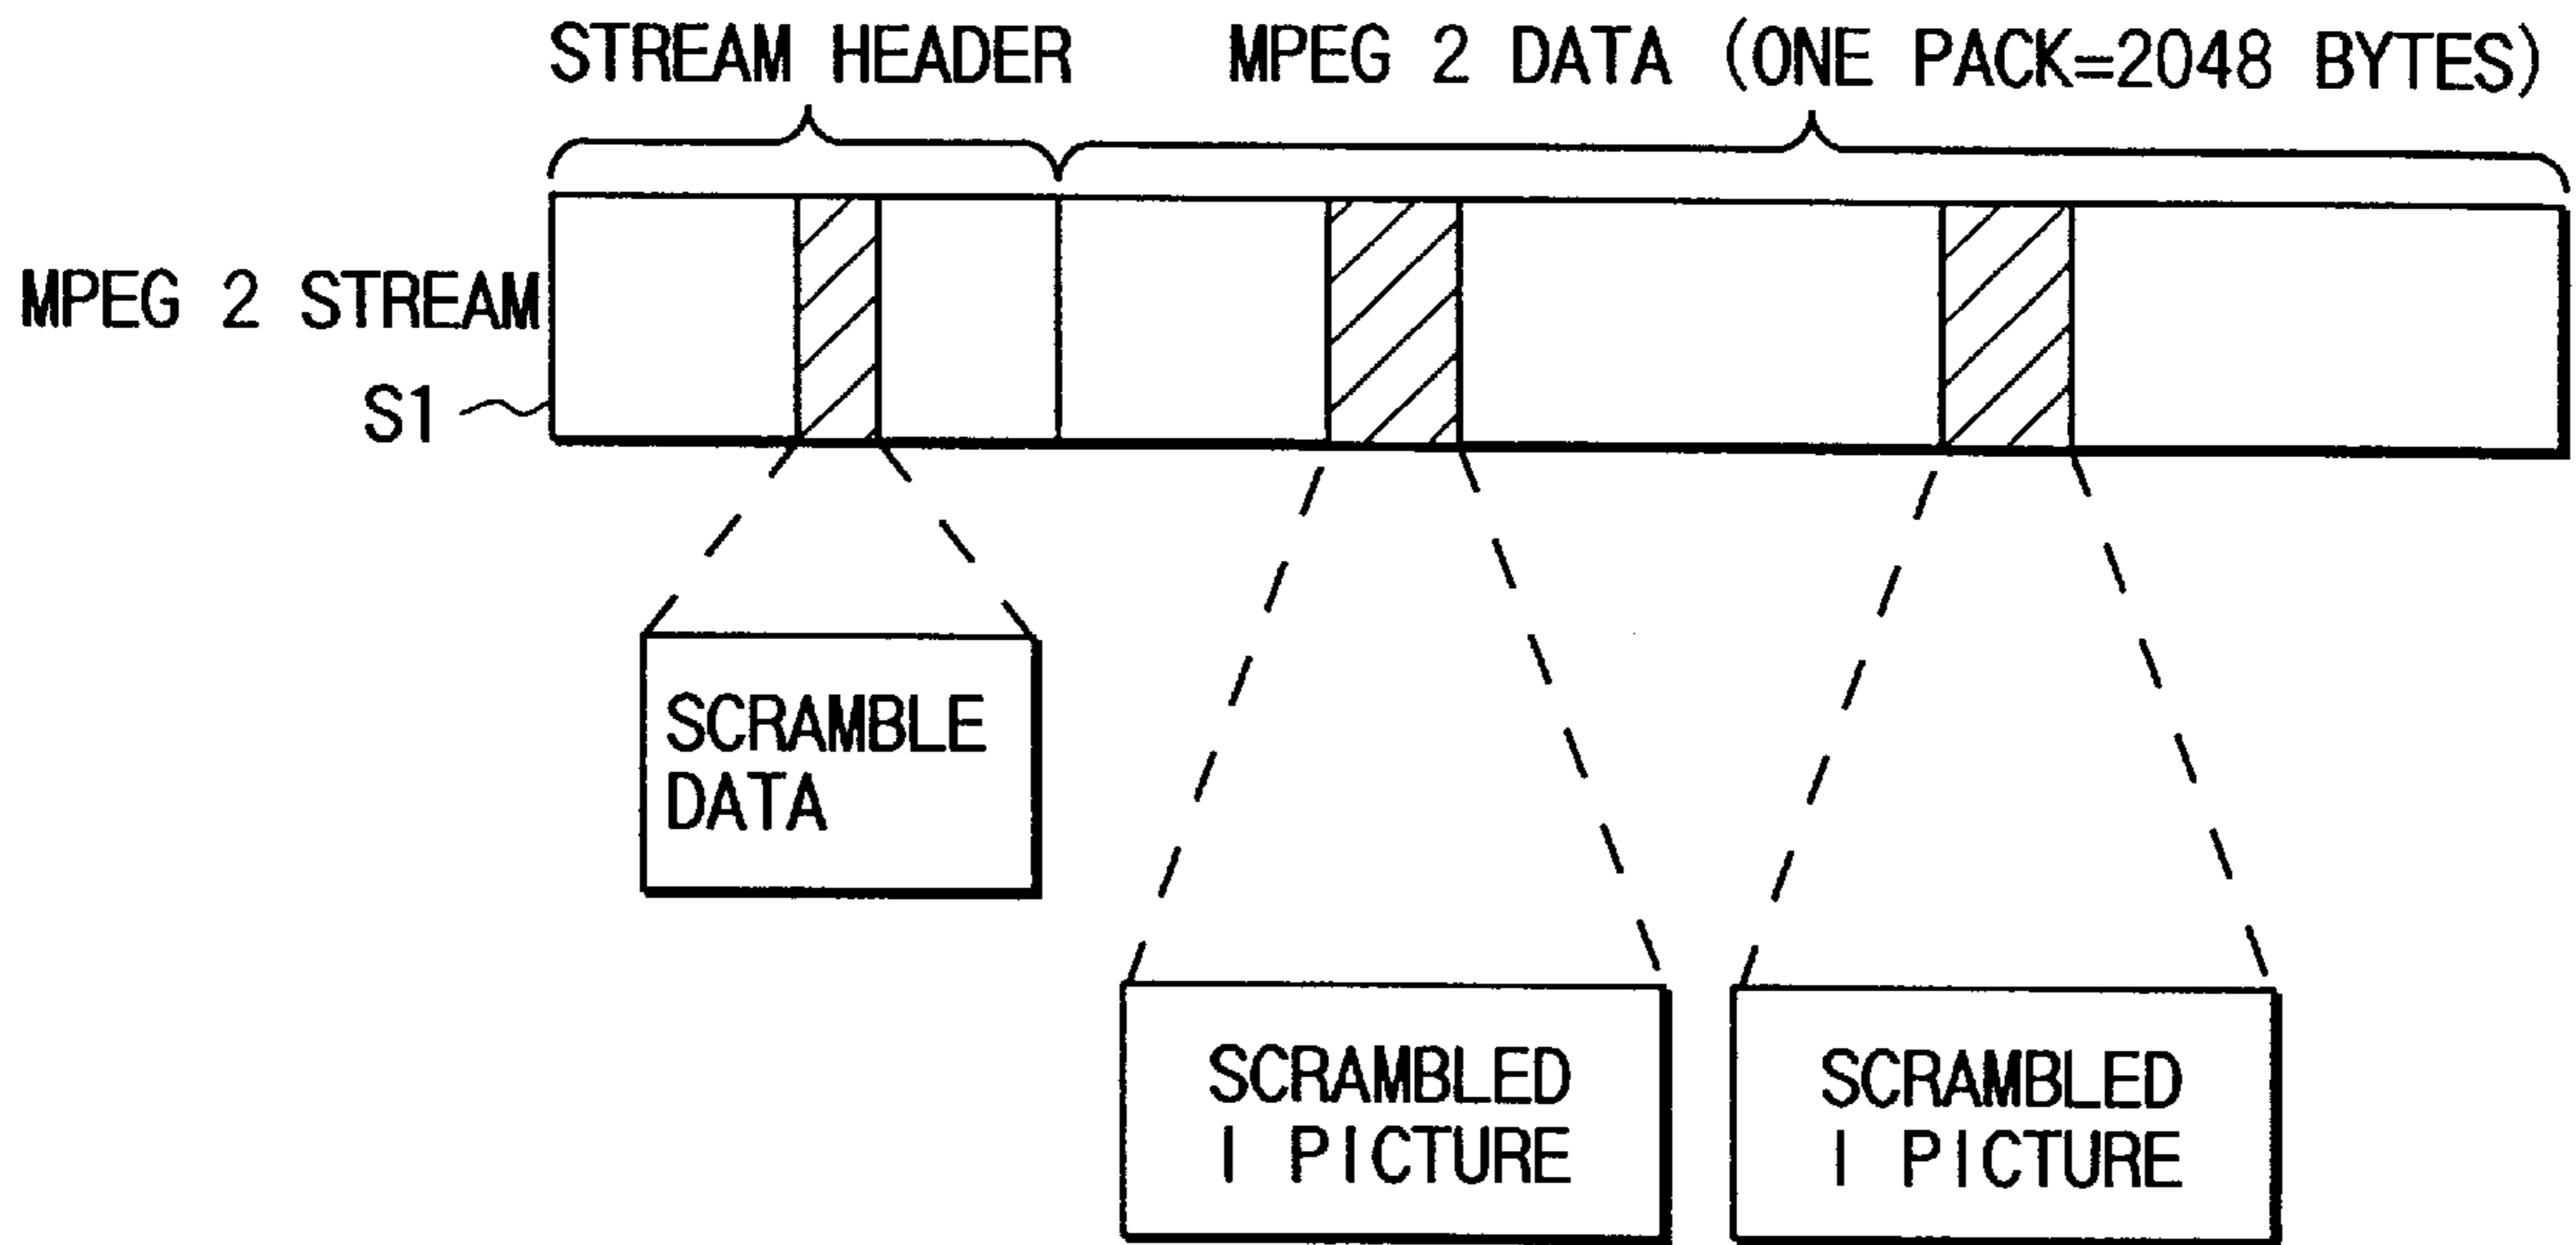 STREAM HEADER
MPEG 2 DATA (ONE PACK=2048 BYTES)
MPEG 2 STREAM
S1
SCRAMBLE
DATA
SCRAMBLED
I PICTURE
SCRAMBLED
I PICTURE